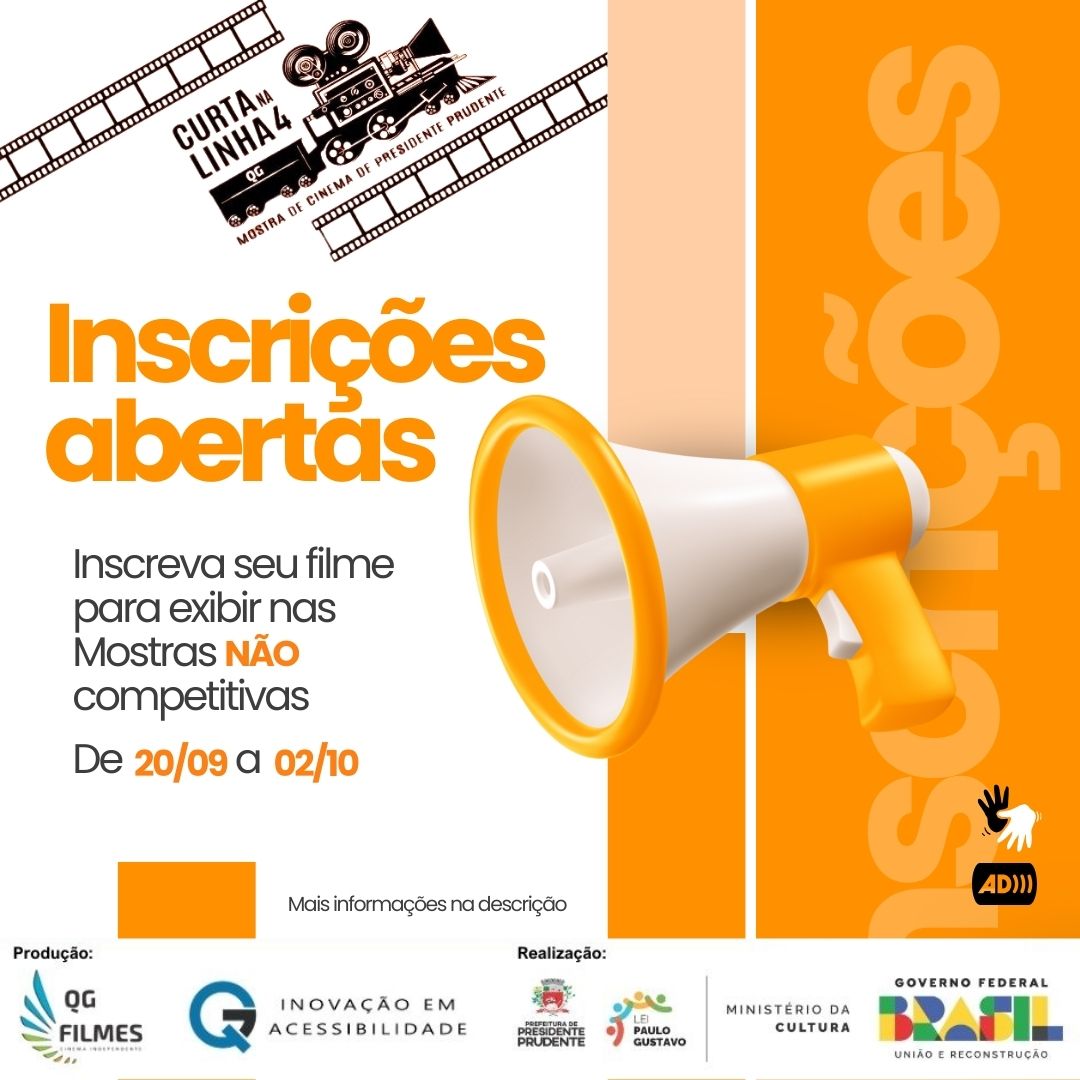 CURTA NA
LINHA 4
QG
MOSTRA DE CINEMA DE PRESIDENTE PRUDENTE
Inscrições
abertas
Inscreva seu filme
para exibir nas
Mostras NÃO
competitivas
De 20/09 a 02/10
nscrições
AD)))
Mais informações na descrição
Produção:
QG
FILMES
CINEMA INDEPENDENTE
INOVAÇÃO EM
ACESSIBILIDADE
Realização:
PREFEITURA DE
PRESIDENTE
PRUDENTE
LEI
PAULO
GUSTAVO
MINISTÉRIO DA
CULTURA
GOVERNO FEDERAL
BRASIL
UNIÃO E RECONSTRUÇÃO